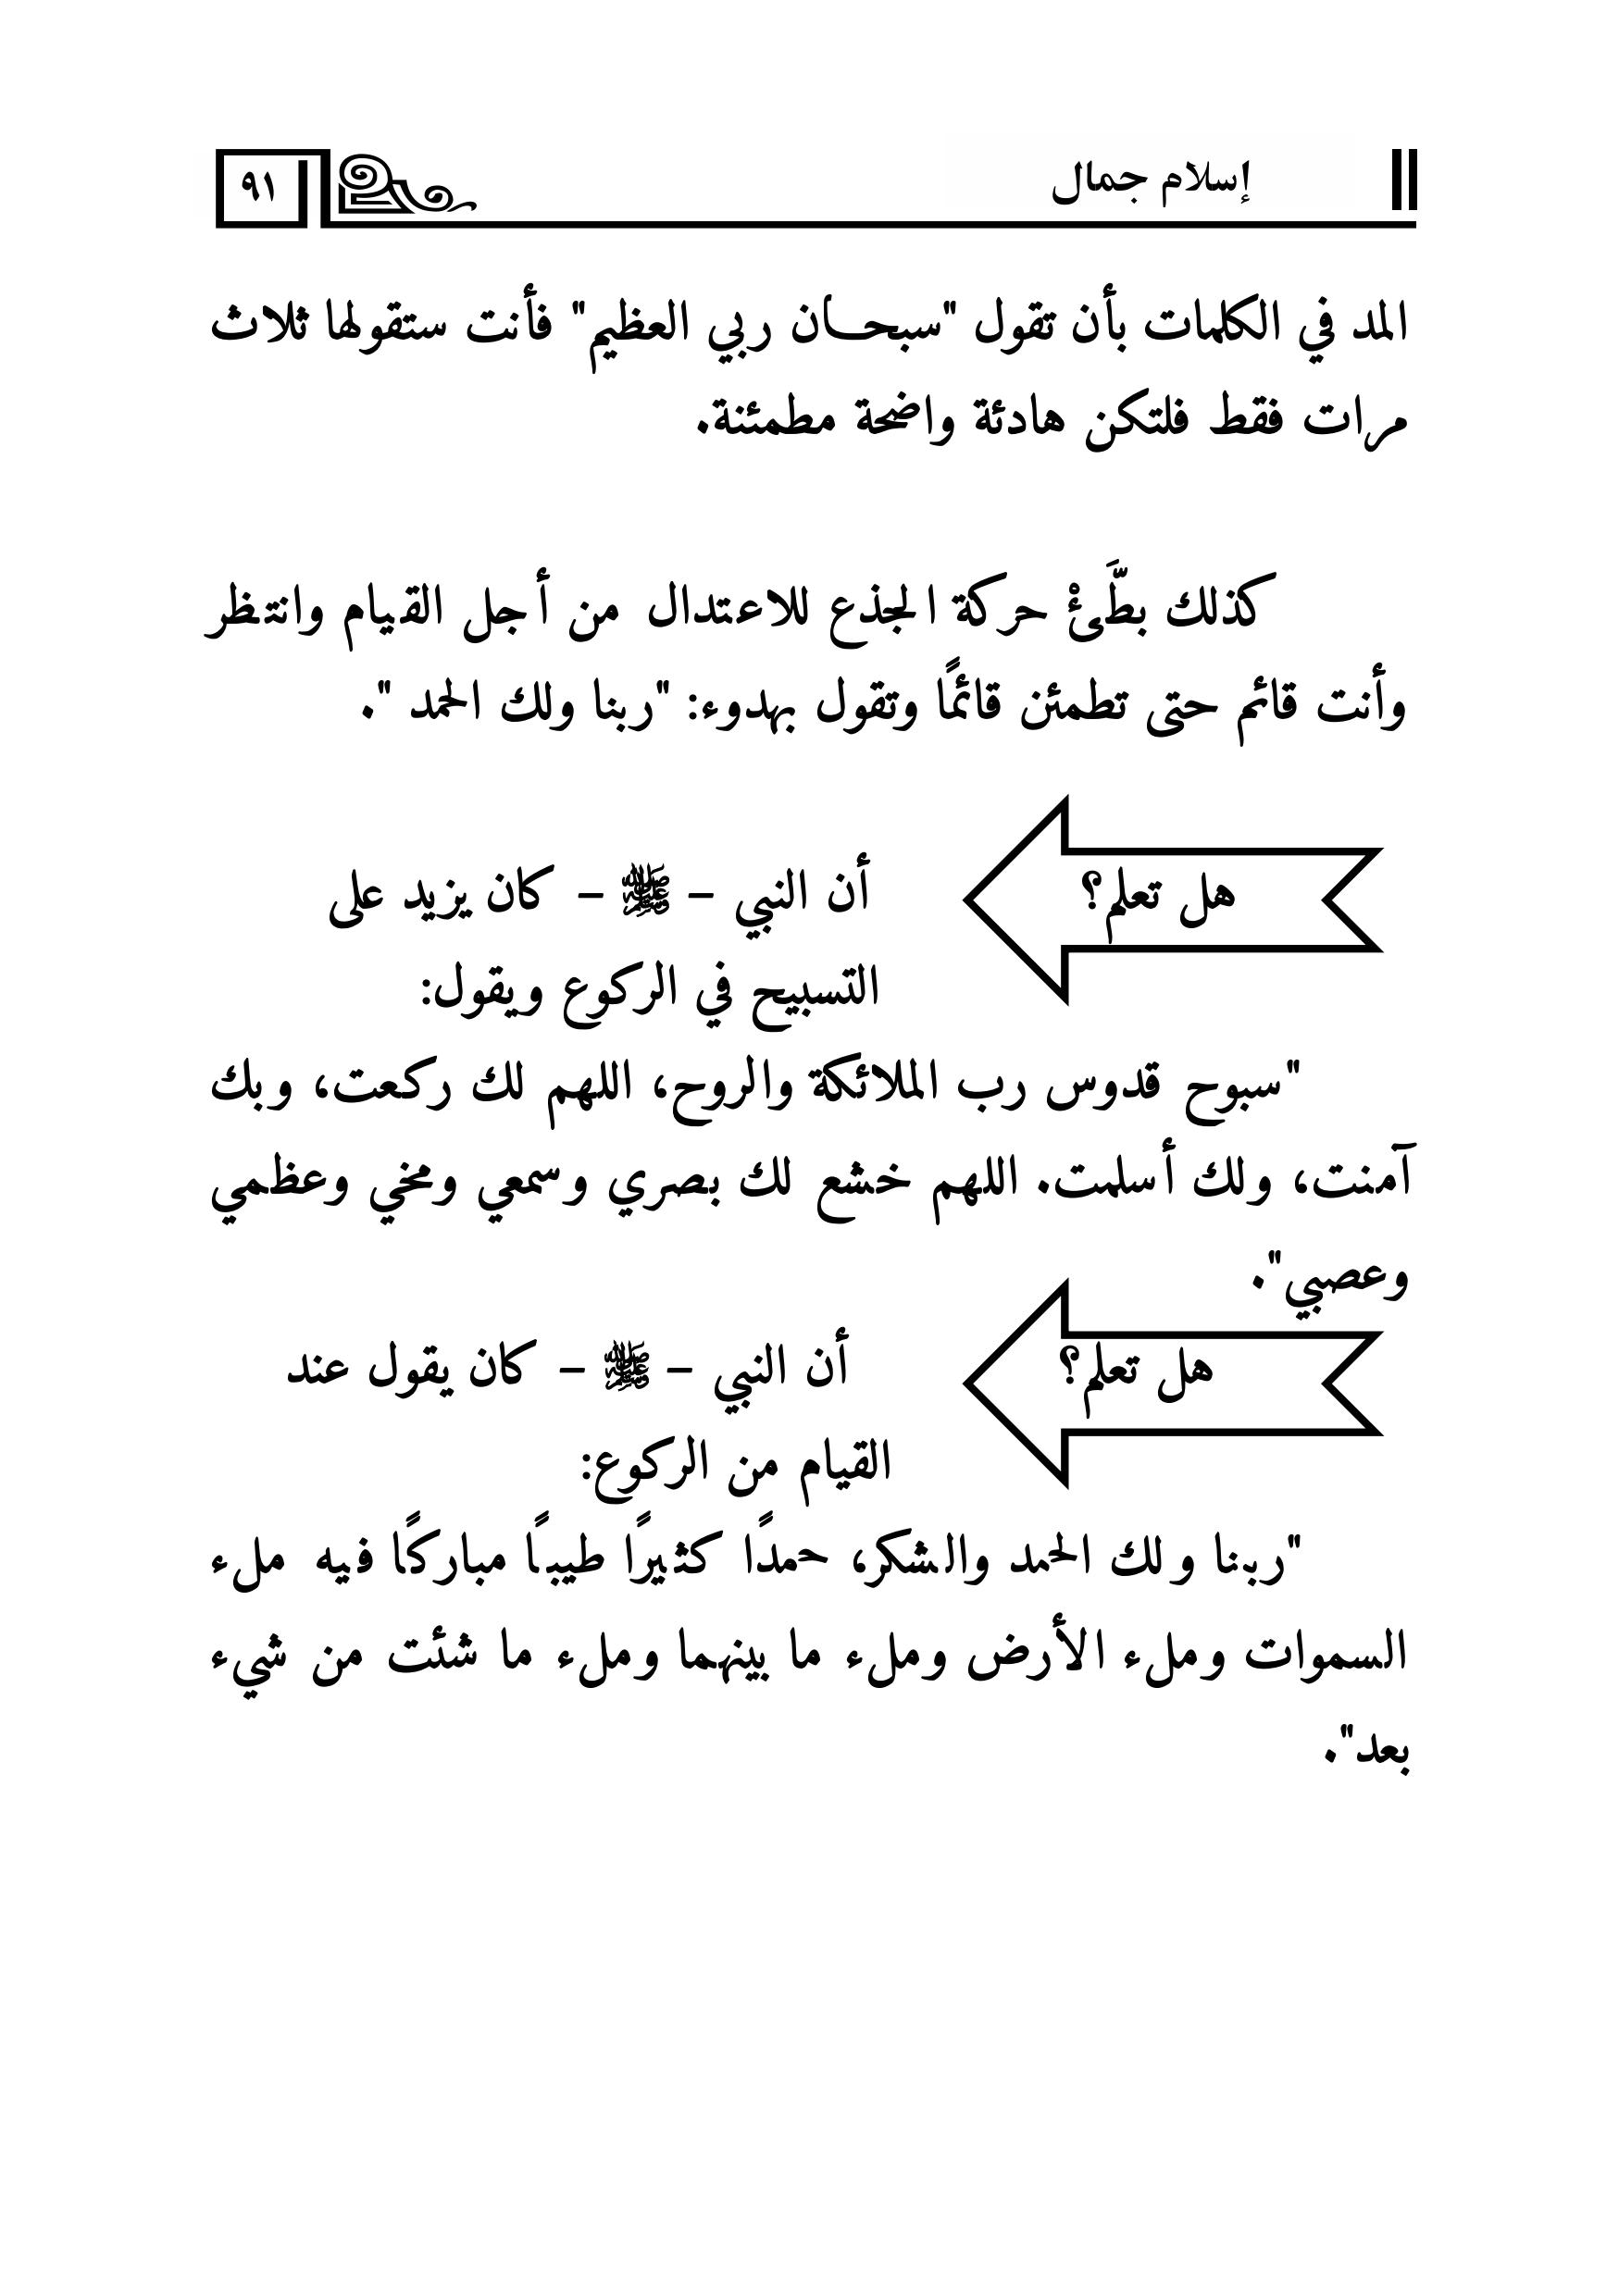 إسلام جمال
٩١
المد في الكلمات بأن تقول "سبحـــان ربي العظيم" فأنت ستقولها ثلاث
مرات فقط فلتكن هادئة واضحة مطمئنة.
كذلك بطَّئْ حركة الجذع للاعتدال من أجل القيام وانتظر
وأنت قائم حتى تطمئن قائمًا وتقول بهدوء: "ربنا ولك الحمد ".
هل تعلم؟
أن النبي – ﷺ – كان يزيد على
التسبيح في الركوع ويقول:
"سبوح قدوس رب الملائكة والروح، اللهم لك ركعت، وبك
آمنت، ولك أسلمت. اللهم خشع لك بصري وسمعي ومخي وعظمي
وعصبي".
هل تعلم؟
أن النبي – ﷺ – كان يقول عند
القيام من الركوع:
"ربنا ولك الحمد والشكر، حمدًا كثيرًا طيبًا مباركًا فيه ملء
السموات وملء الأرض وملء ما بينهما وملء ما شئت من شيء
بعد".